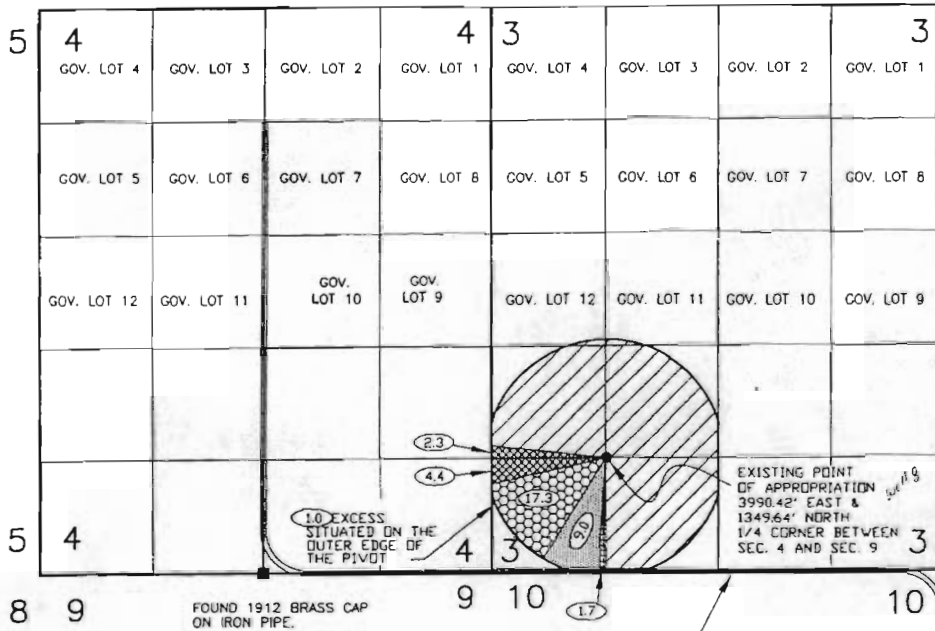 5 4 4 3 3
GOV. LOT 4 GOV. LOT 3 GOV. LOT 2 GOV. LOT 1 GOV. LOT 4 GOV. LOT 3 GOV. LOT 2 GOV. LOT 1
GOV. LOT 5 GOV. LOT 6 GOV. LOT 7 GOV. LOT 8 GOV. LOT 5 GOV. LOT 6 GOV. LOT 7 GOV. LOT 8
GOV. LOT 12 GOV. LOT 11 GOV. LOT 10 GOV. LOT 9 GOV. LOT 12 GOV. LOT 11 GOV. LOT 10 GOV. LOT 9
2.3
4.4
17.3
9.0
1.0 EXCESS
SITUATED ON THE
OUTER EDGE OF
THE PIVOT
EXISTING POINT
OF APPROPRIATION
3990.42' EAST &
1349.64' NORTH
1/4 CORNER BETWEEN
SEC. 4 AND SEC. 9
5 4 4 3 3
8 9 9 10 10
1.7
FOUND 1912 BRASS CAP
ON IRON PIPE.